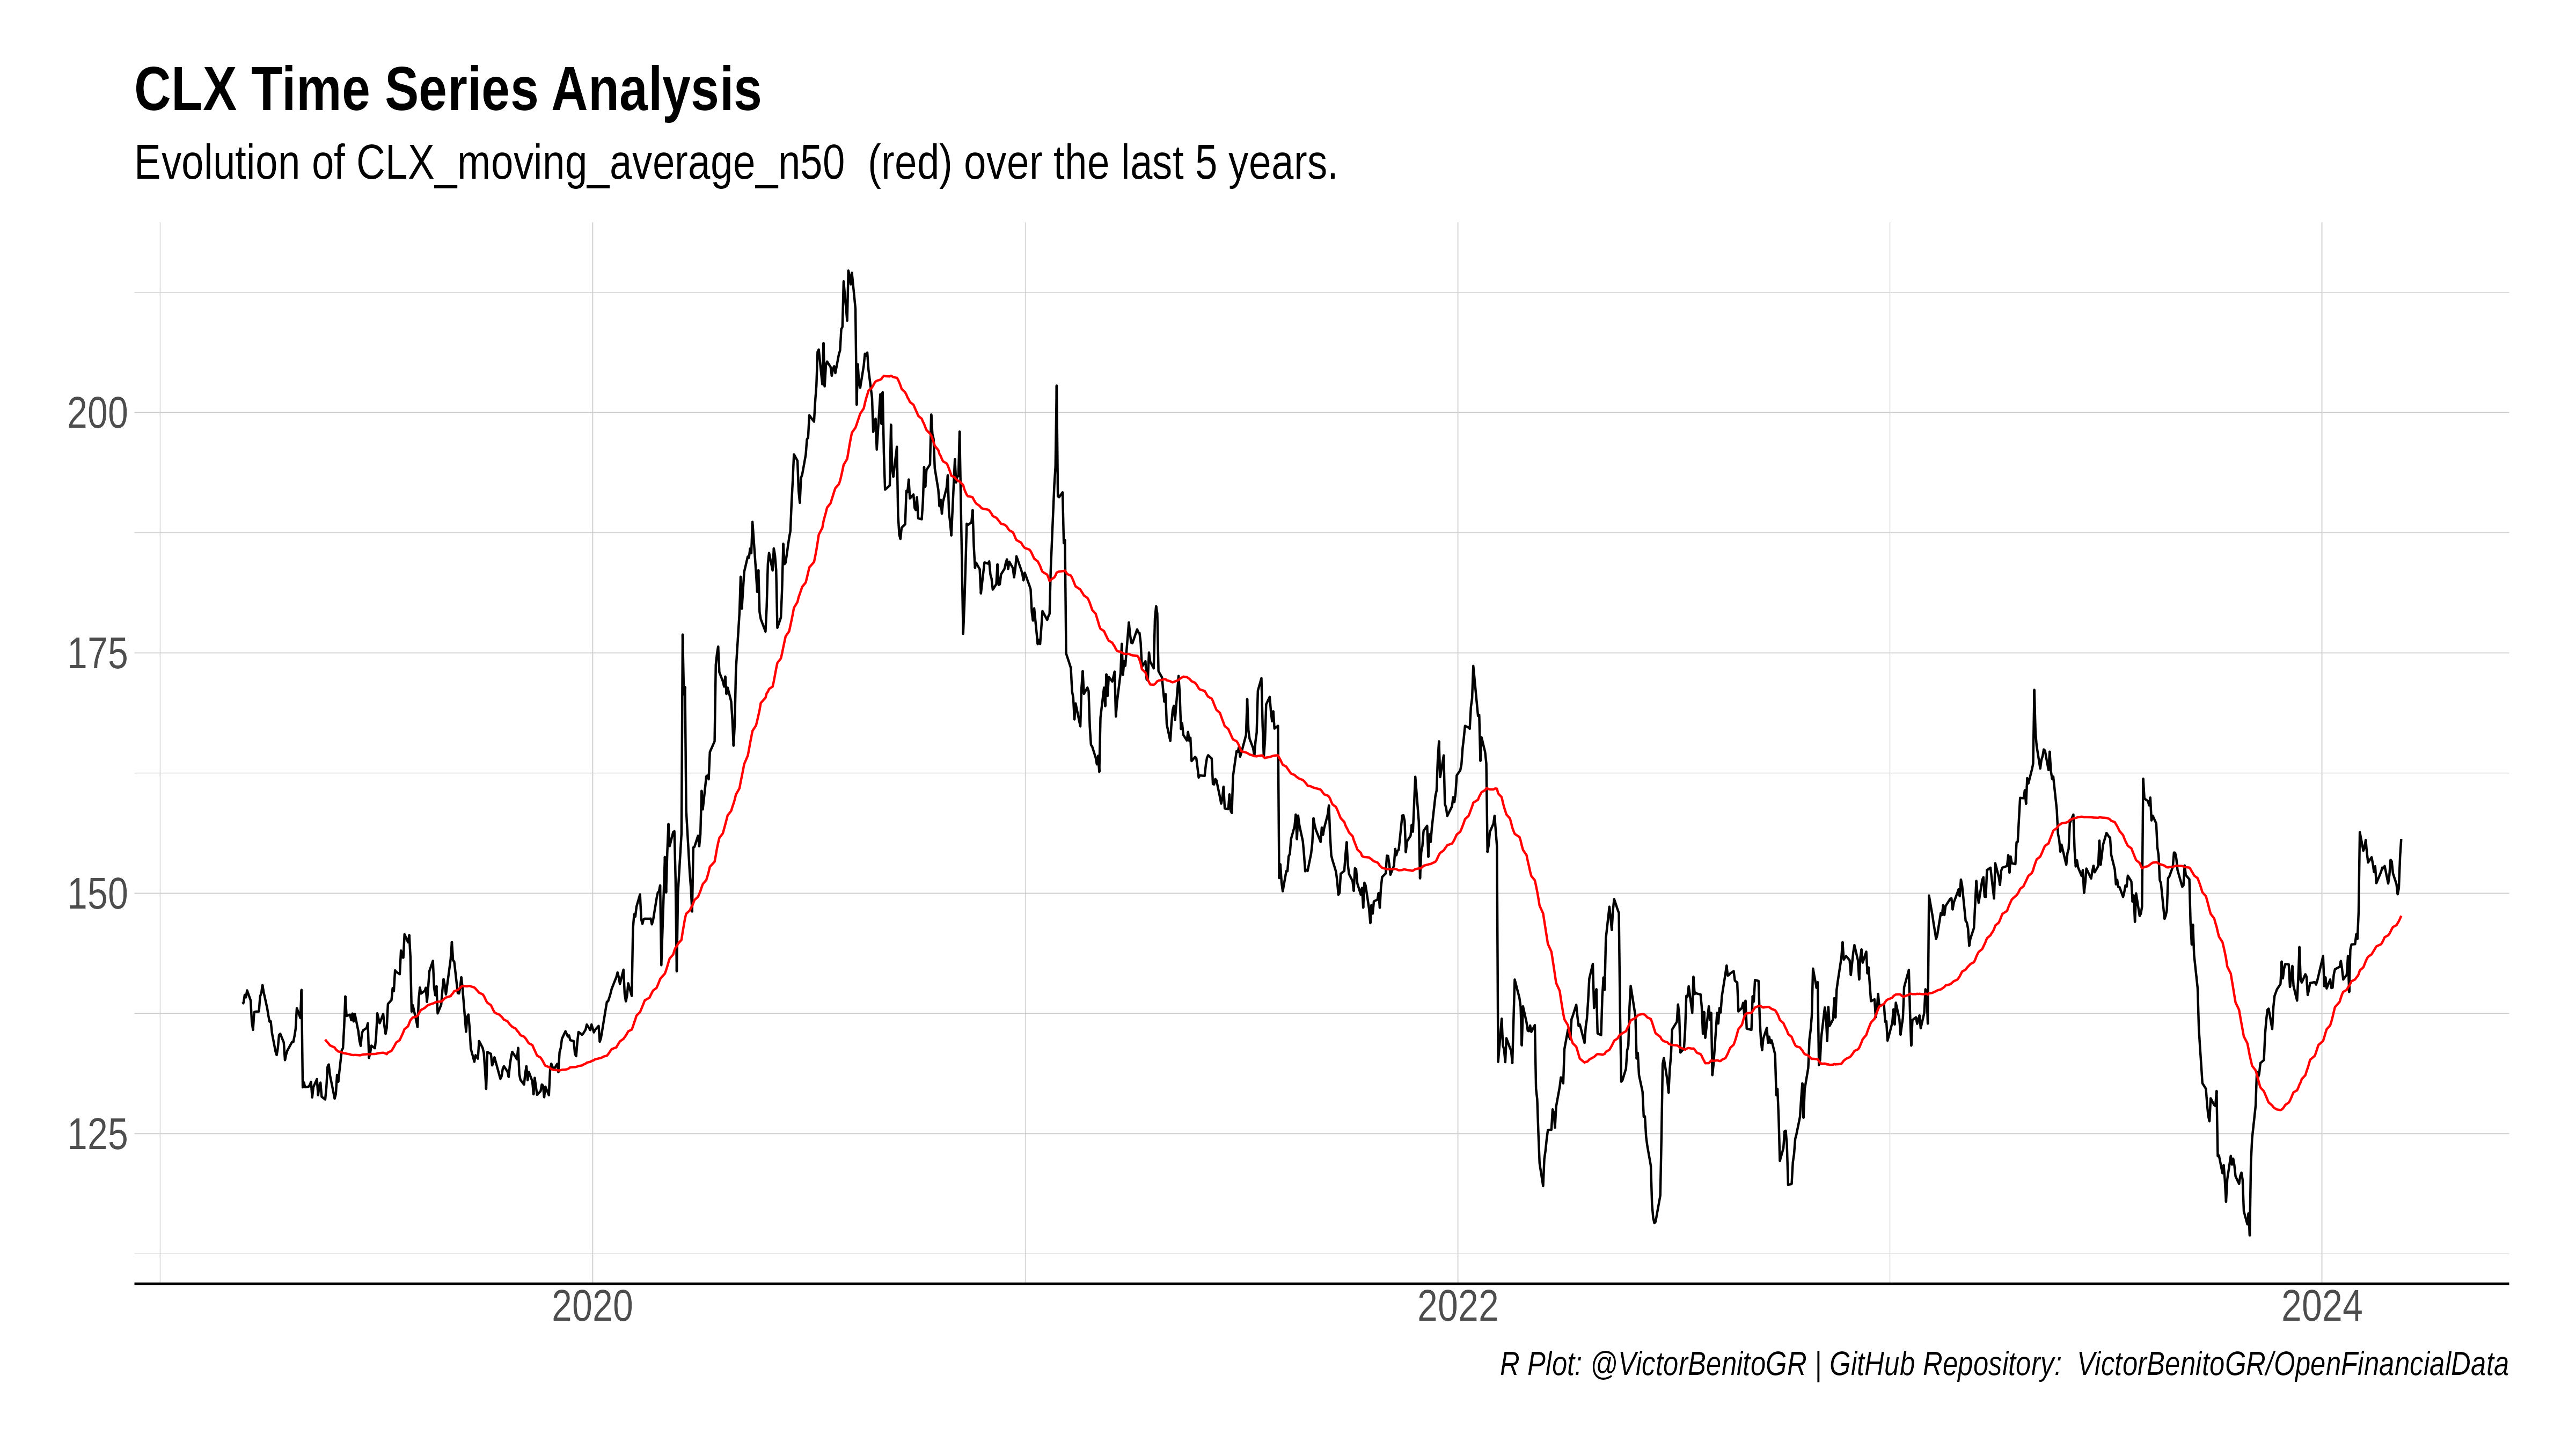 CLX Time Series Analysis
Evolution of CLX_moving_average_n50  (red) over the last 5 years.
200
175
150
125
2020
2022
2024
R Plot: @VictorBenitoGR | GitHub Repository:  VictorBenitoGR/OpenFinancialData